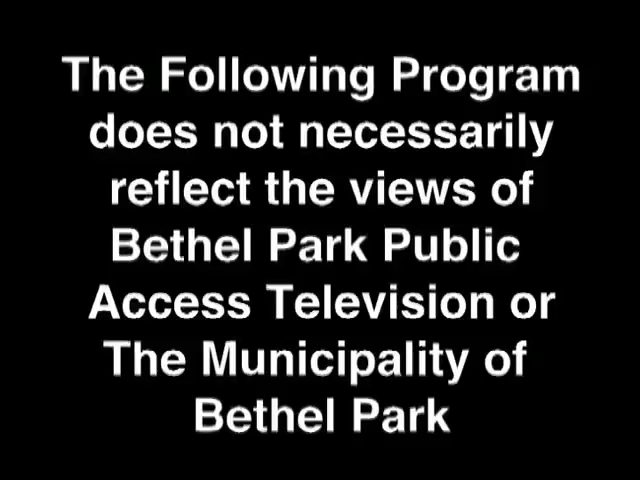 The Following Program
does not necessarily
reflect the views of
Bethel Park Public
Access Television or
The Municipality of
Bethel Park